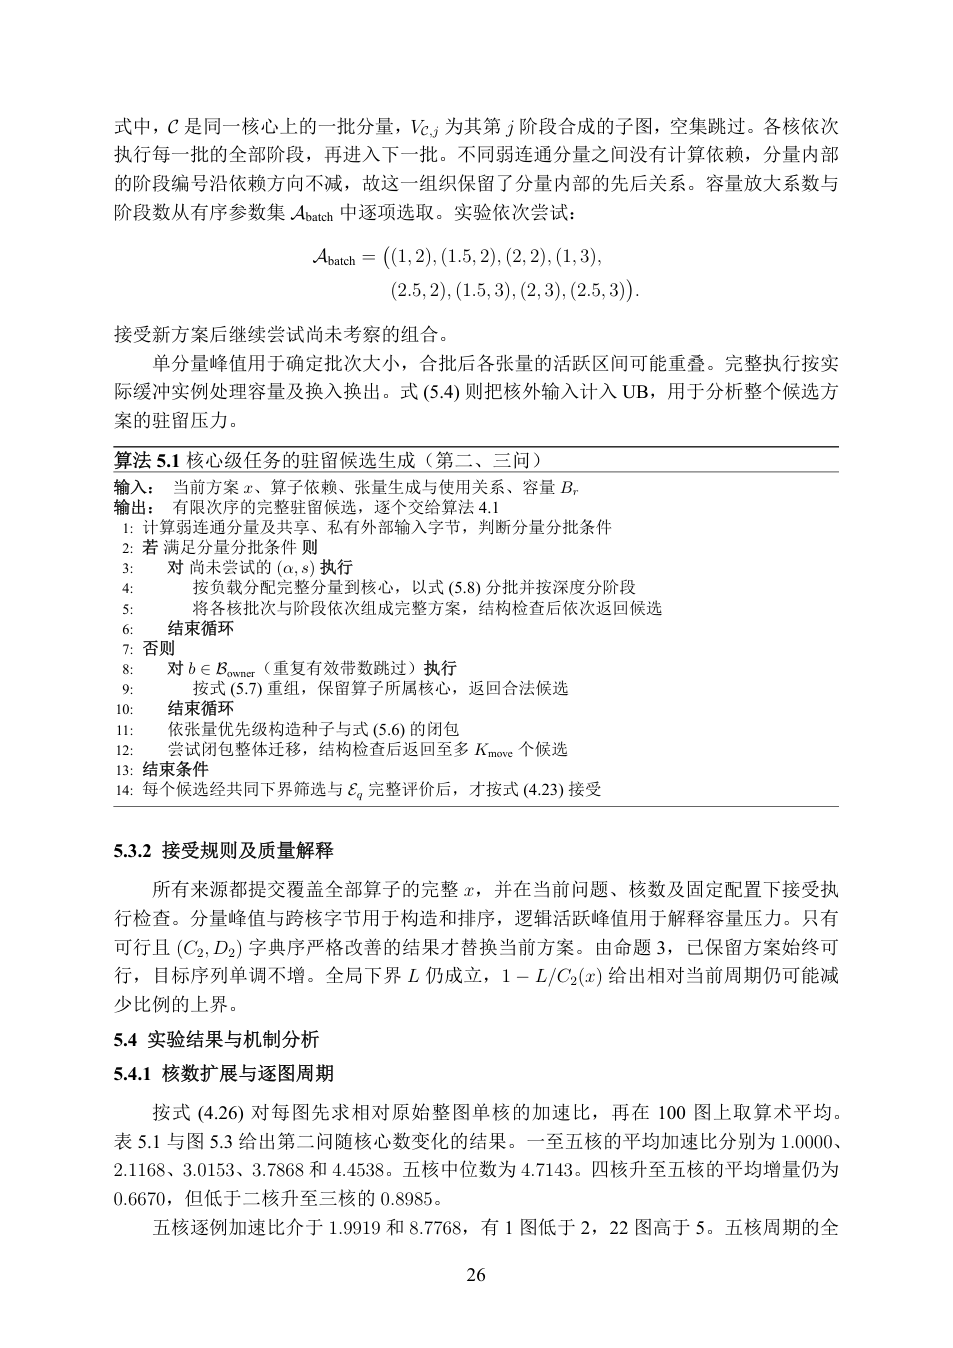 式中，𝒞 是同一核心上的一批分量，V𝒞,j 为其第 j 阶段合成的子图，空集跳过。各核依次
执行每一批的全部阶段，再进入下一批。不同弱连通分量之间没有计算依赖，分量内部
的阶段编号沿依赖方向不减，故这一组织保留了分量内部的先后关系。容量放大系数与
阶段数从有序参数集 𝒜batch 中逐项选取。实验依次尝试：
𝒜batch = ((1, 2), (1.5, 2), (2, 2), (1, 3),
(2.5, 2), (1.5, 3), (2, 3), (2.5, 3)).
接受新方案后继续尝试尚未考察的组合。
单分量峰值用于确定批次大小，合批后各张量的活跃区间可能重叠。完整执行按实
际缓冲实例处理容量及换入换出。式 (5.4) 则把核外输入计入 UB，用于分析整个候选方
案的驻留压力。
算法 5.1 核心级任务的驻留候选生成（第二、三问）
输入： 当前方案 x、算子依赖、张量生成与使用关系、容量 Br
输出： 有限次序的完整驻留候选，逐个交给算法 4.1
1: 计算弱连通分量及共享、私有外部输入字节，判断分量分批条件
2: 若 满足分量分批条件 则
3: 对 尚未尝试的 (α, s) 执行
4: 按负载分配完整分量到核心，以式 (5.8) 分批并按深度分阶段
5: 将各核批次与阶段依次组成完整方案，结构检查后依次返回候选
6: 结束循环
7: 否则
8: 对 b ∈ ℬowner（重复有效带数跳过）执行
9: 按式 (5.7) 重组，保留算子所属核心，返回合法候选
10: 结束循环
11: 依张量优先级构造种子与式 (5.6) 的闭包
12: 尝试闭包整体迁移，结构检查后返回至多 Kmove 个候选
13: 结束条件
14: 每个候选经共同下界筛选与 ℰq 完整评价后，才按式 (4.23) 接受
5.3.2 接受规则及质量解释
所有来源都提交覆盖全部算子的完整 x，并在当前问题、核数及固定配置下接受执
行检查。分量峰值与跨核字节用于构造和排序，逻辑活跃峰值用于解释容量压力。只有
可行且 (C2, D2) 字典序严格改善的结果才替换当前方案。由命题 3，已保留方案始终可
行，目标序列单调不增。全局下界 L 仍成立，1 − L/C2(x) 给出相对当前周期仍可能减
少比例的上界。
5.4 实验结果与机制分析
5.4.1 核数扩展与逐图周期
按式 (4.26) 对每图先求相对原始整图单核的加速比，再在 100 图上取算术平均。
表 5.1 与图 5.3 给出第二问随核心数变化的结果。一至五核的平均加速比分别为 1.0000、
2.1168、3.0153、3.7868 和 4.4538。五核中位数为 4.7143。四核升至五核的平均增量仍为
0.6670，但低于二核升至三核的 0.8985。
五核逐例加速比介于 1.9919 和 8.7768，有 1 图低于 2，22 图高于 5。五核周期的全
26